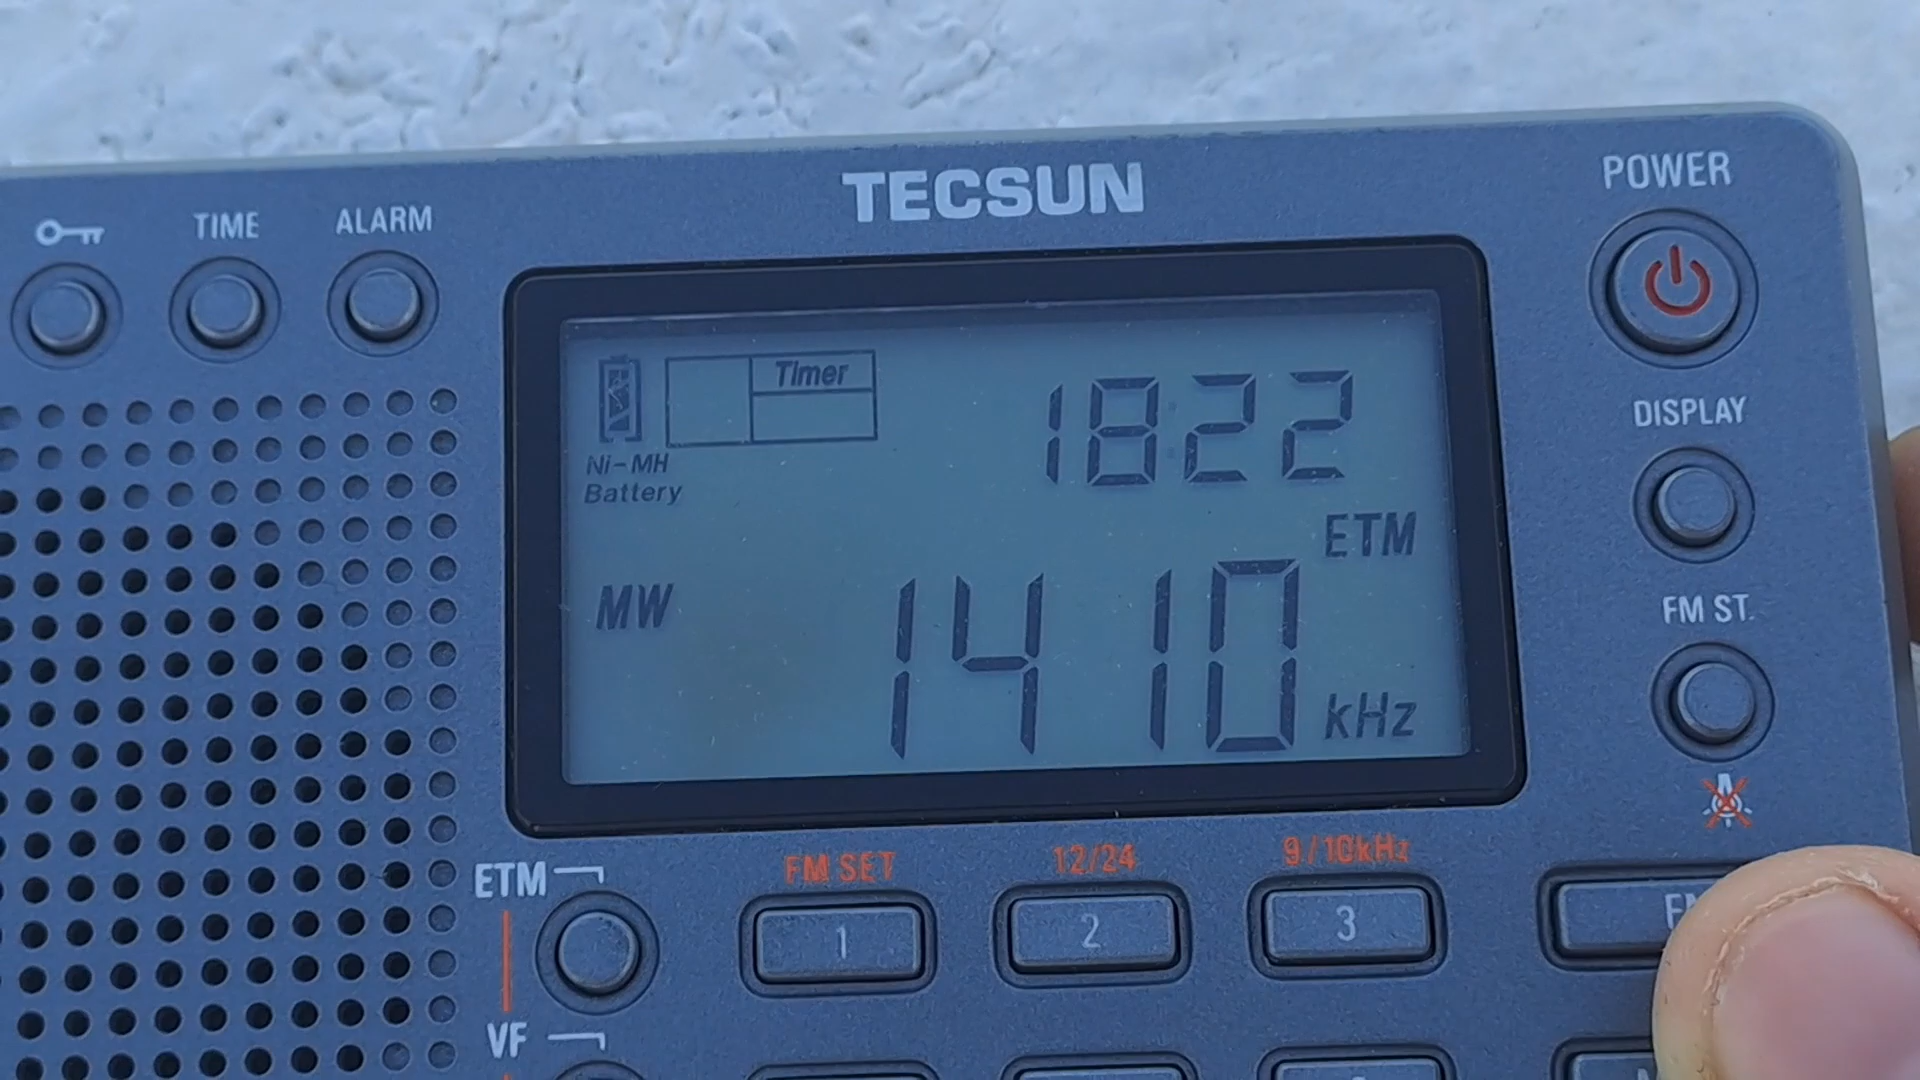 TECSUN
POWER
TIME
ALARM
Timer
18:22
DISPLAY
Ni-MH
Battery
ETM
MW
1410
kHz
FM ST.
ETM
FM SET
12/24
9/10kHz
1
2
3
VF